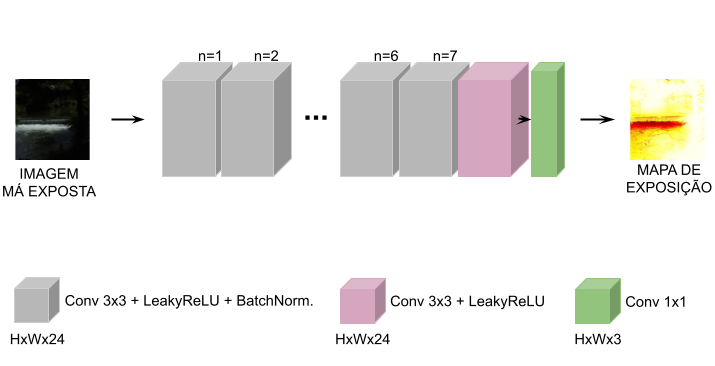 n=1
n=2
n=6
n=7
...
IMAGEM
MÁ EXPOSTA
MAPA DE
EXPOSIÇÃO
Conv 3x3 + LeakyReLU + BatchNorm.
HxWx24
Conv 3x3 + LeakyReLU
HxWx24
Conv 1x1
HxWx3